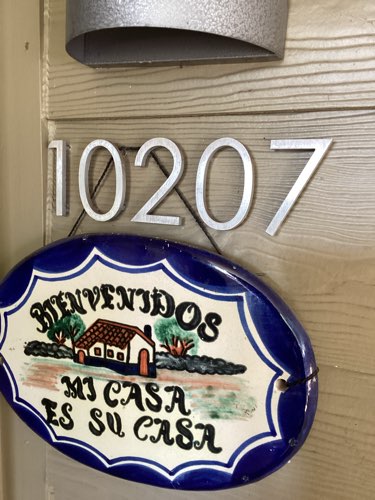 10207
BIENVENIDOS
MI CASA
ES SU CASA